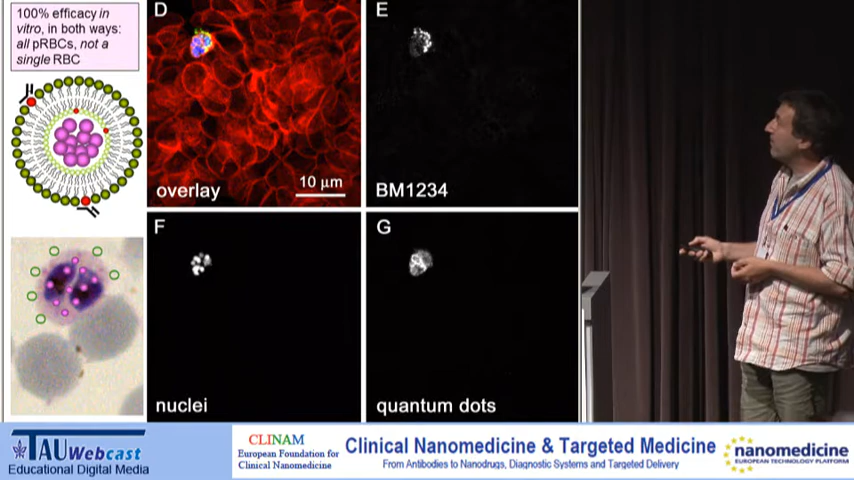 100% efficacy in
vitro, in both ways:
all pRBCs, not a
single RBC
D
overlay
10 μm
E
BM1234
F
nuclei
G
quantum dots
TAU Webcast
Educational Digital Media
CLINAM
European Foundation for
Clinical Nanomedicine
Clinical Nanomedicine & Targeted Medicine
From Antibodies to Nanodrugs, Diagnostic Systems and Targeted Delivery
nanomedicine
EUROPEAN TECHNOLOGY PLATFORM